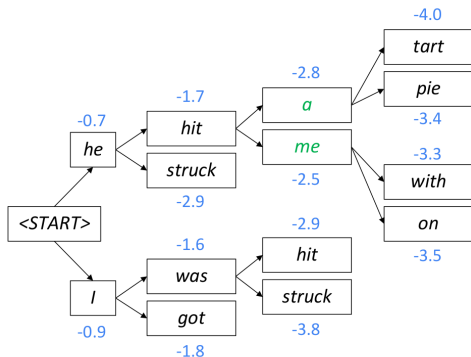 -4.0
tart
-2.8
-1.7
a
pie
-0.7
hit
-3.4
he
me
-3.3
struck
-2.5
with
-2.9
<START>
on
-1.6
-2.9
-3.5
was
hit
I
got
struck
-0.9
-1.8
-3.8